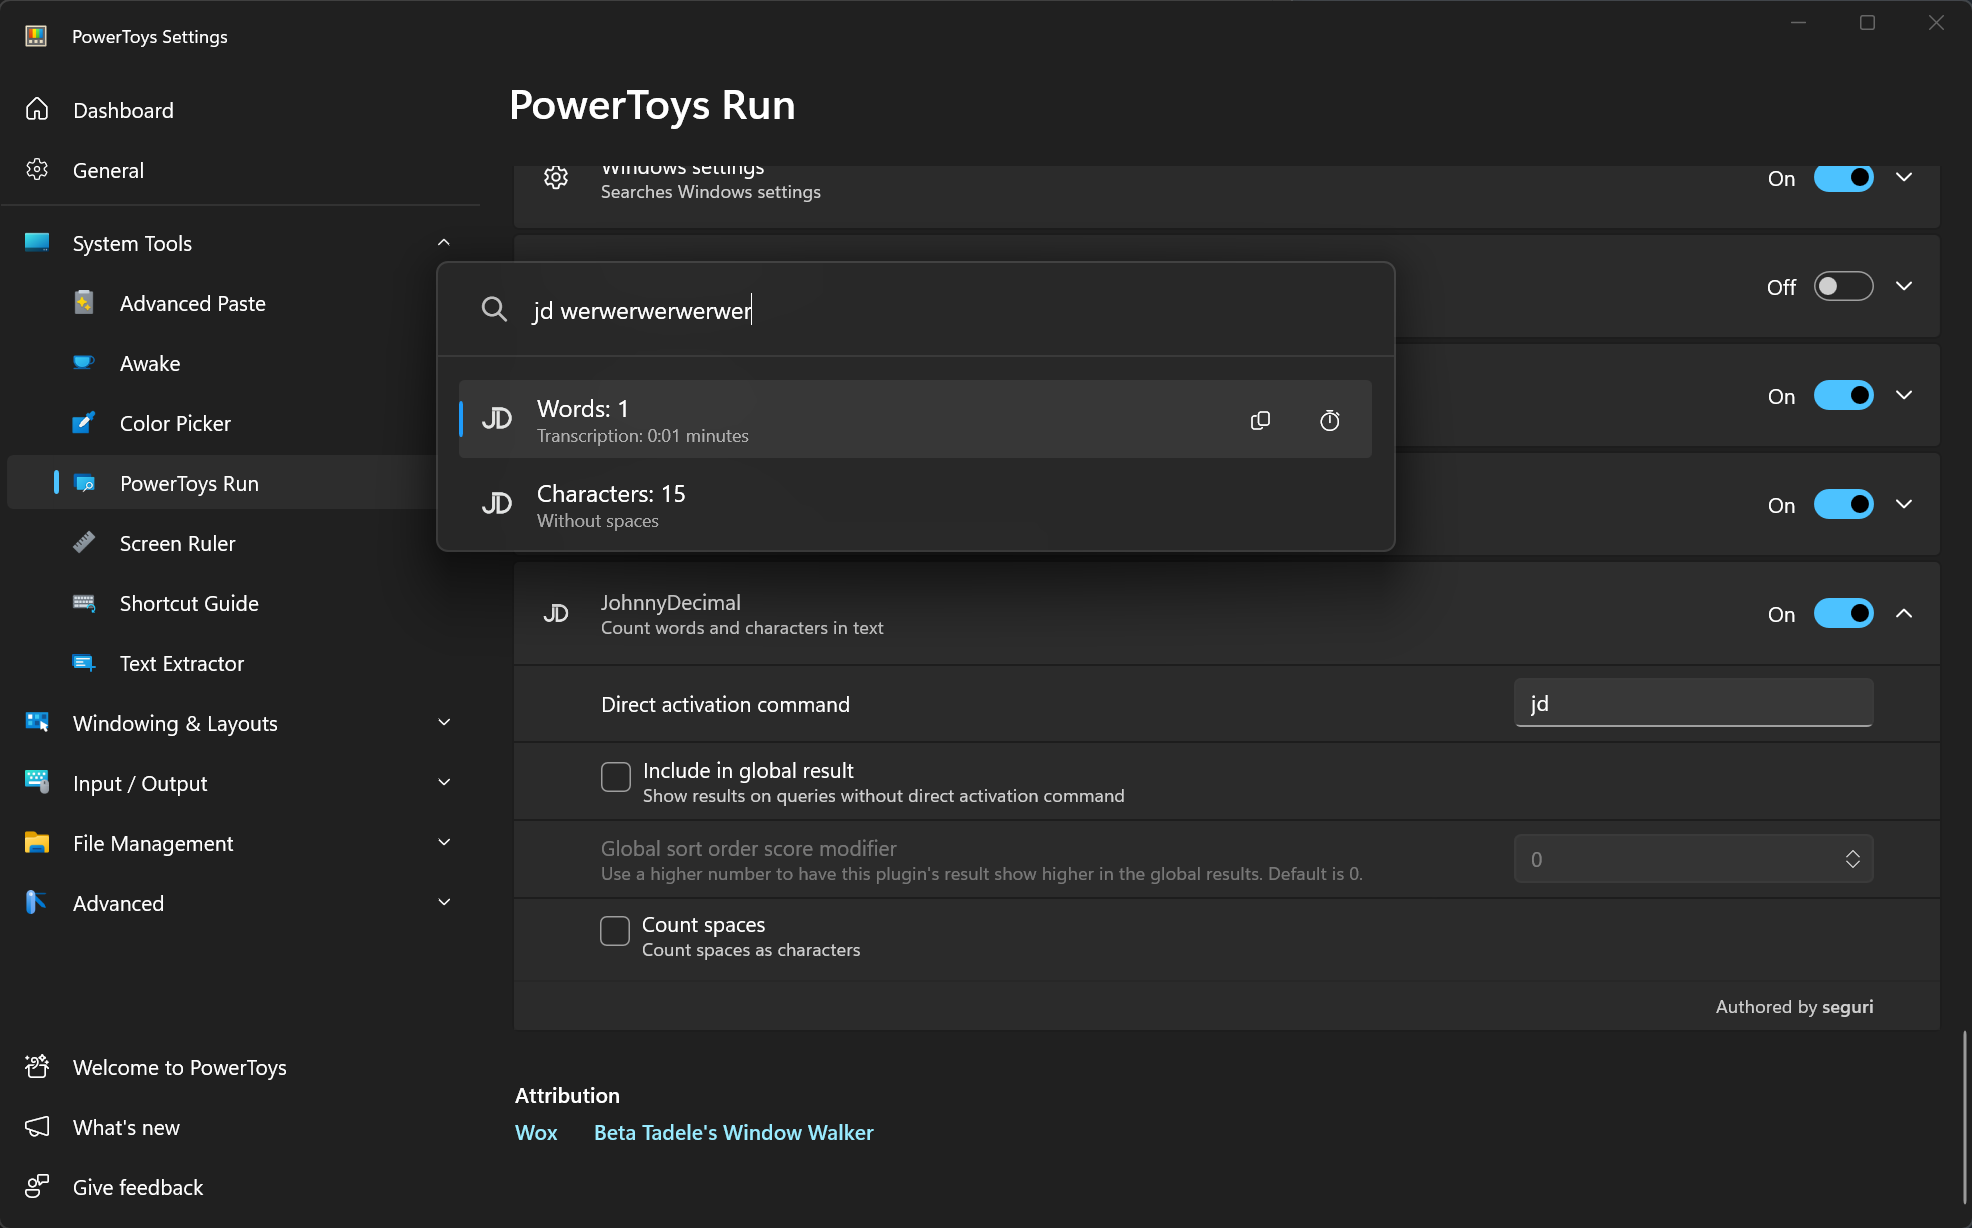 PowerToys Settings
Dashboard
General
System Tools
Advanced Paste
Awake
Color Picker
PowerToys Run
Screen Ruler
Shortcut Guide
Text Extractor
Windowing & Layouts
Input / Output
File Management
Advanced
Welcome to PowerToys
What's new
Give feedback
PowerToys Run
Windows settings
Searches Windows settings
On
Off
On
On
jd werwerwerwerwer
JD
Words: 1
Transcription: 0:01 minutes
JD
Characters: 15
Without spaces
JD
JohnnyDecimal
Count words and characters in text
On
Direct activation command
jd
Include in global result
Show results on queries without direct activation command
Global sort order score modifier
Use a higher number to have this plugin's result show higher in the global results. Default is 0.
0
Count spaces
Count spaces as characters
Authored by seguri
Attribution
Wox
Beta Tadele's Window Walker